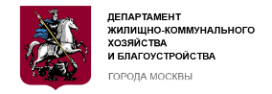 ДЕПАРТАМЕНТ
ЖИЛИЩНО-КОММУНАЛЬНОГО
ХОЗЯЙСТВА
И БЛАГОУСТРОЙСТВА
ГОРОДА МОСКВЫ